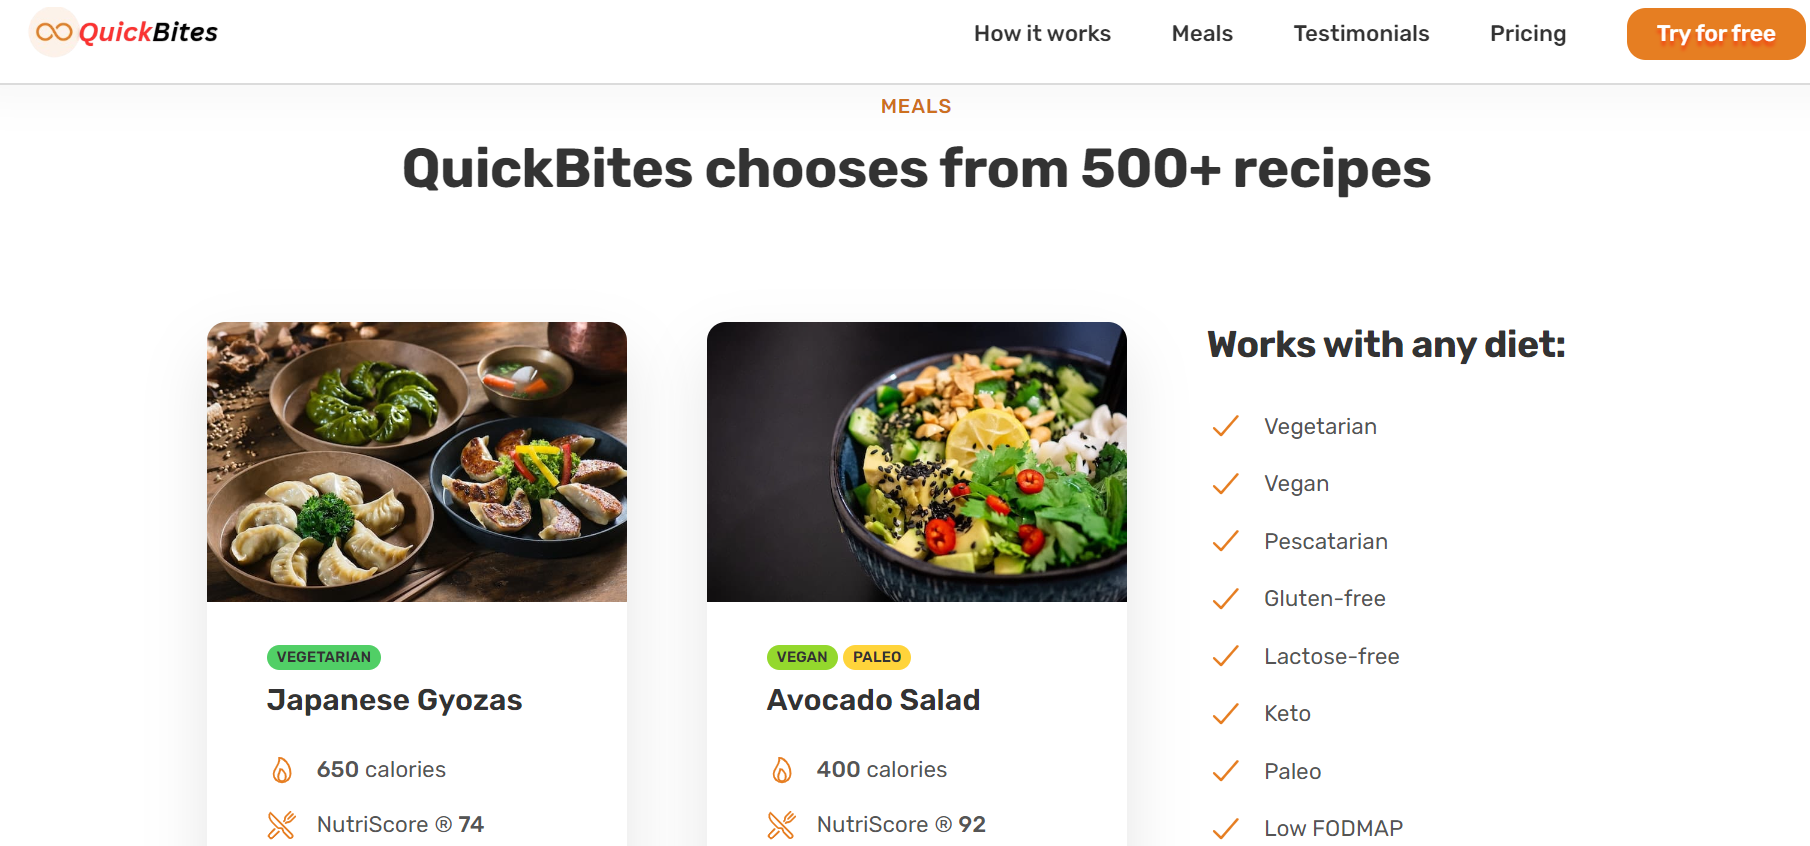 QuickBites
How it works
Meals
Testimonials
Pricing
Try for free
MEALS
QuickBites chooses from 500+ recipes
VEGETARIAN
Japanese Gyozas
650 calories
NutriScore ® 74
VEGAN PALEO
Avocado Salad
400 calories
NutriScore ® 92
Works with any diet:
Vegetarian
Vegan
Pescatarian
Gluten-free
Lactose-free
Keto
Paleo
Low FODMAP